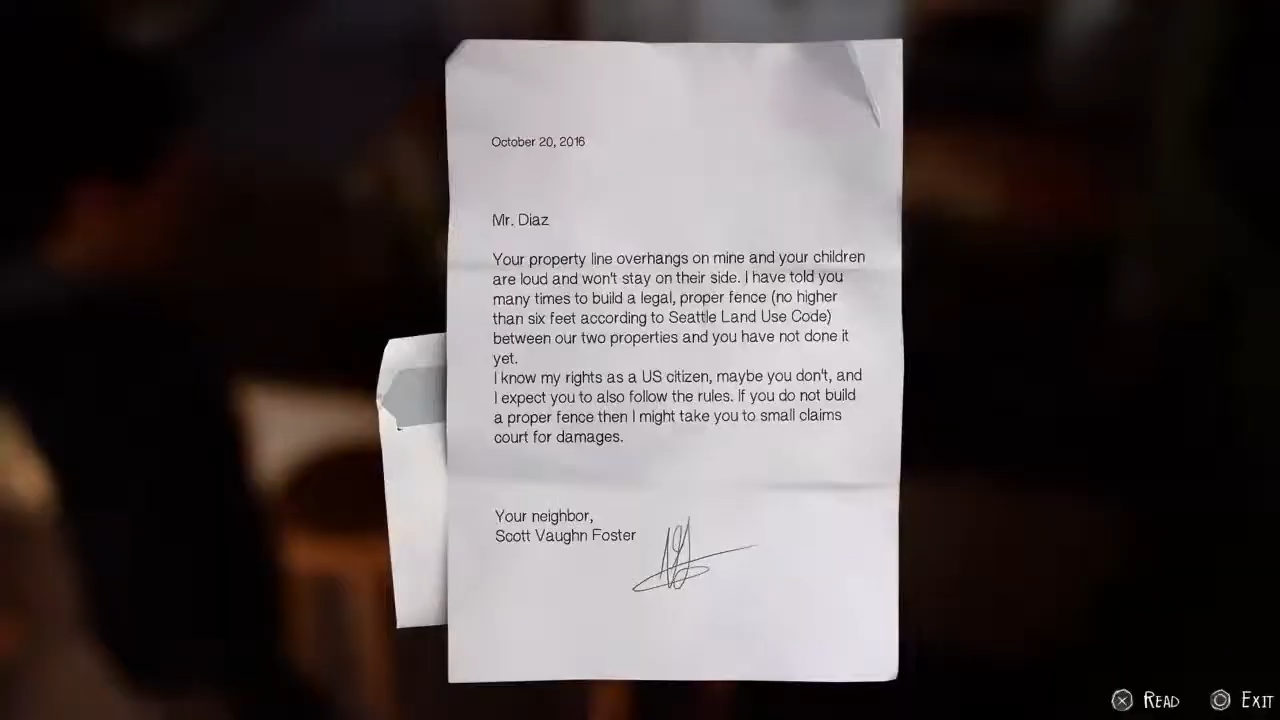 October 20, 2016
Mr. Diaz
Your property line overhangs on mine and your children
are loud and won't stay on their side. I have told you
many times to build a legal, proper fence (no higher
than six feet according to Seattle Land Use Code)
between our two properties and you have not done it
yet.
I know my rights as a US citizen, maybe you don't, and
I expect you to also follow the rules. If you do not build
a proper fence then I might take you to small claims
court for damages.
Your neighbor,
Scott Vaughn Foster
READ
EXIT